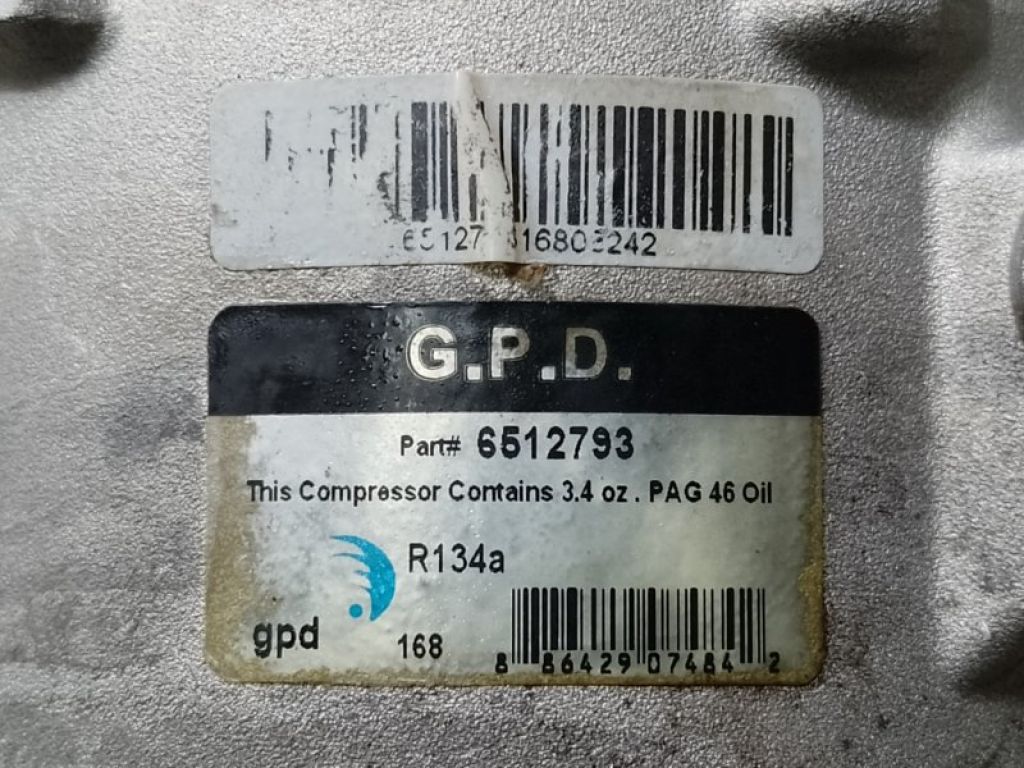 G.P.D.
Part# 6512793
This Compressor Contains 3.4 oz . PAG 46 Oil
R134a
gpd
168
8 86429 07484 2